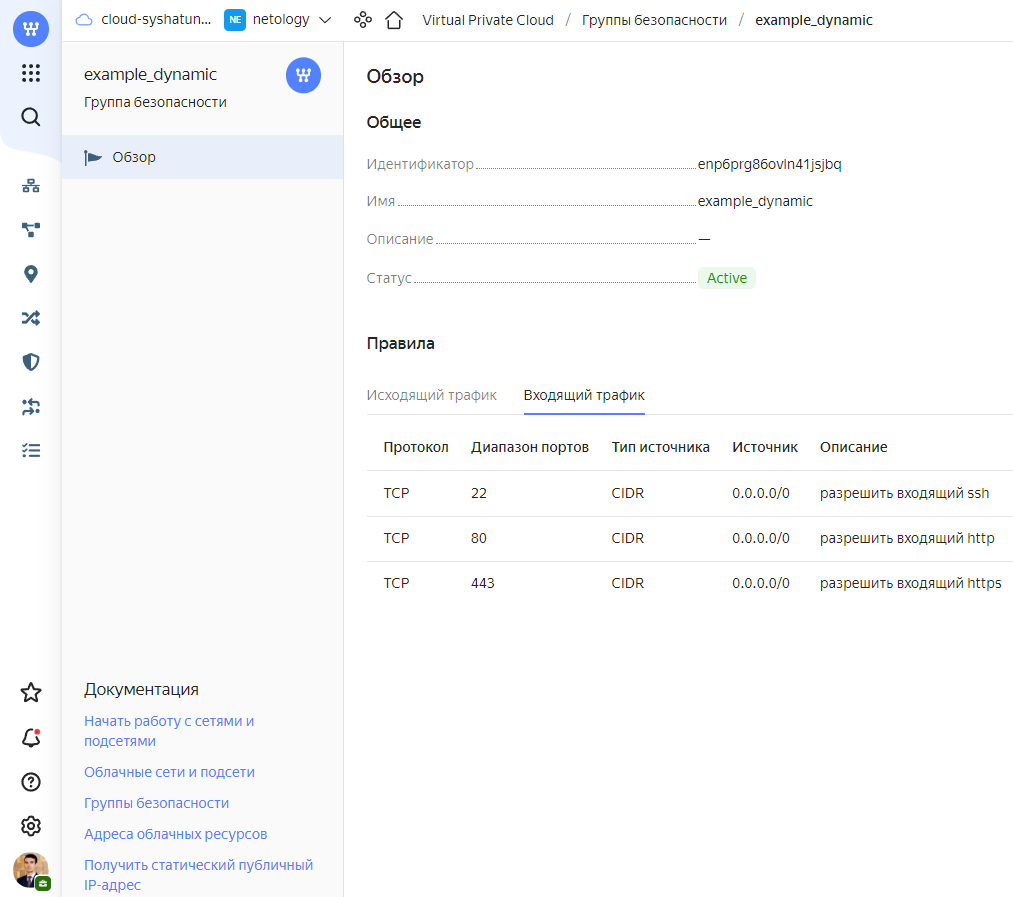 cloud-syshatun... NE netology Virtual Private Cloud / Группы безопасности / example_dynamic
example_dynamic
Группа безопасности
Обзор
Документация
Начать работу с сетями и
подсетями
Облачные сети и подсети
Группы безопасности
Адреса облачных ресурсов
Получить статический публичный
IP-адрес
Обзор
Общее
Идентификатор enp6prg86ovln41jsjbq
Имя example_dynamic
Описание —
Статус Active
Правила
Исходящий трафик Входящий трафик
Протокол Диапазон портов Тип источника Источник Описание
TCP 22 CIDR 0.0.0.0/0 разрешить входящий ssh
TCP 80 CIDR 0.0.0.0/0 разрешить входящий http
TCP 443 CIDR 0.0.0.0/0 разрешить входящий https